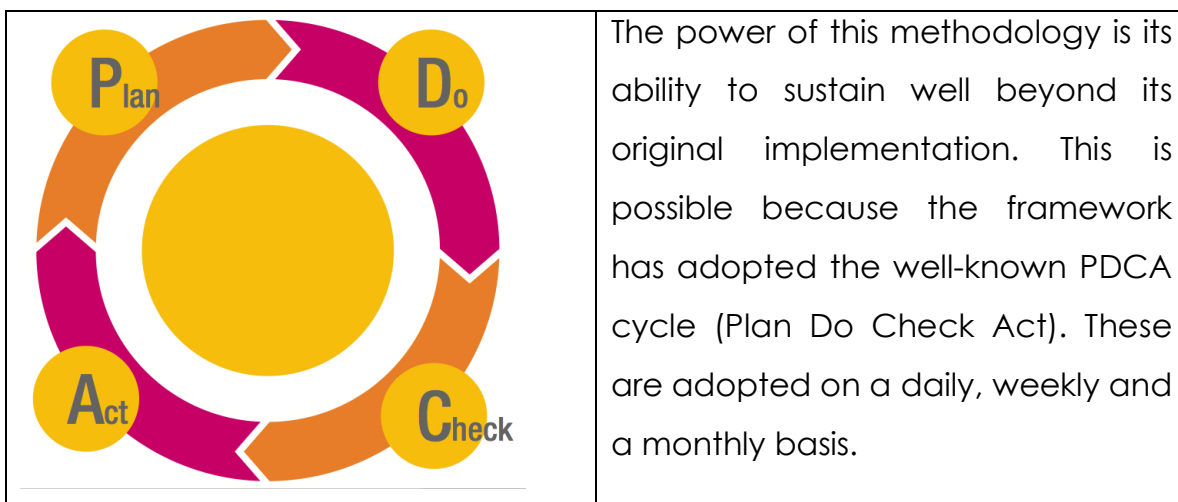 Plan
Do
Check
Act
The power of this methodology is its
ability to sustain well beyond its
original implementation. This is
possible because the framework
has adopted the well-known PDCA
cycle (Plan Do Check Act). These
are adopted on a daily, weekly and
a monthly basis.